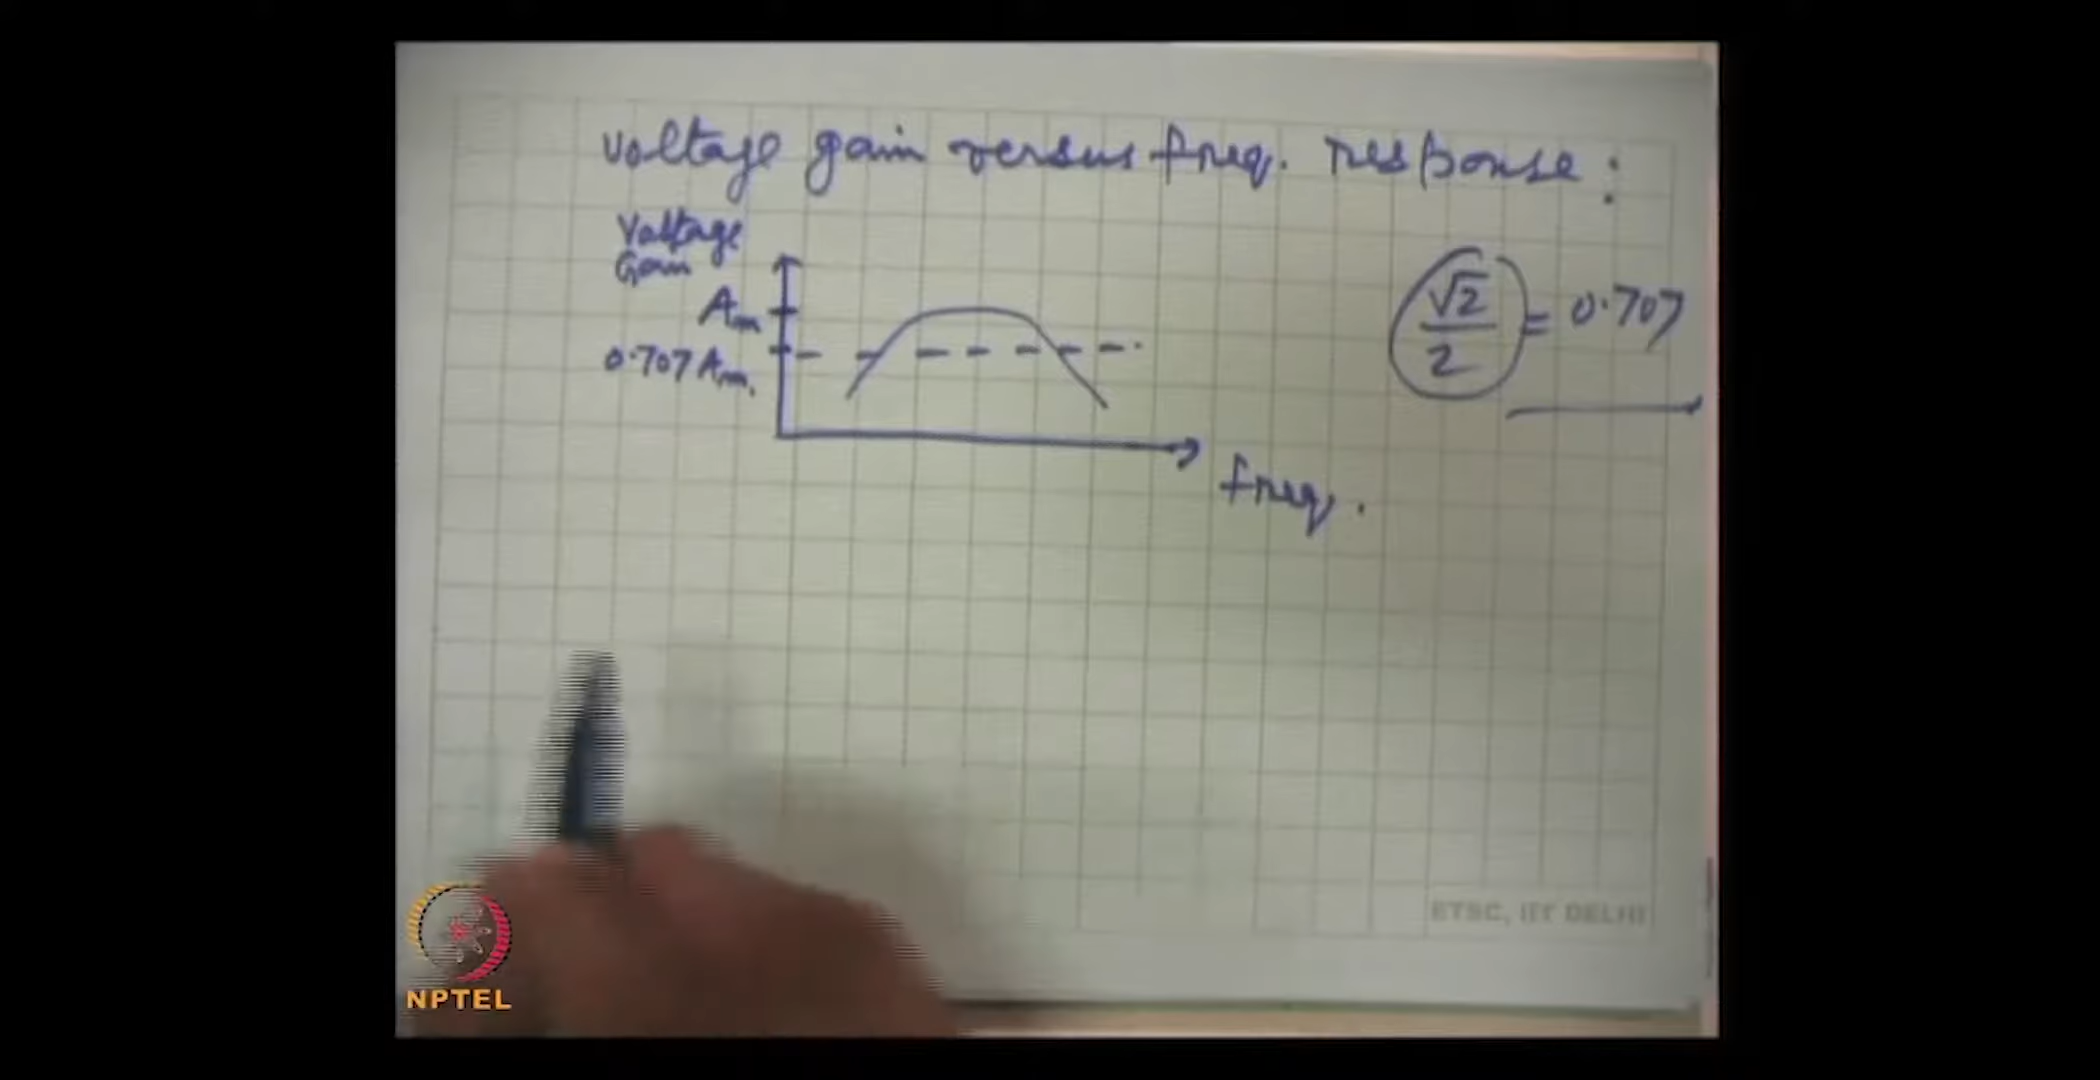 Voltage gain versus freq. response :
Voltage
Gain
Am
0.707 Am.
√2/2 = 0.707
freq.
ETSC, IIT DELHI
NPTEL